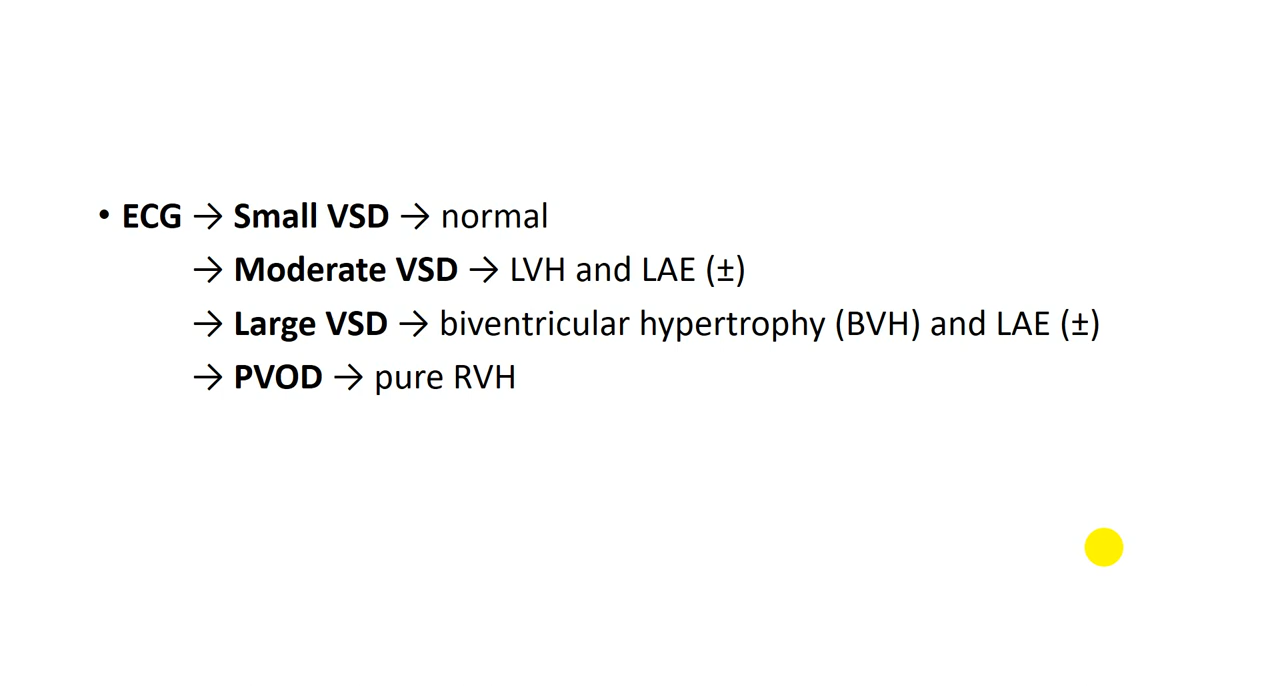 • ECG → Small VSD → normal
→ Moderate VSD → LVH and LAE (±)
→ Large VSD → biventricular hypertrophy (BVH) and LAE (±)
→ PVOD → pure RVH